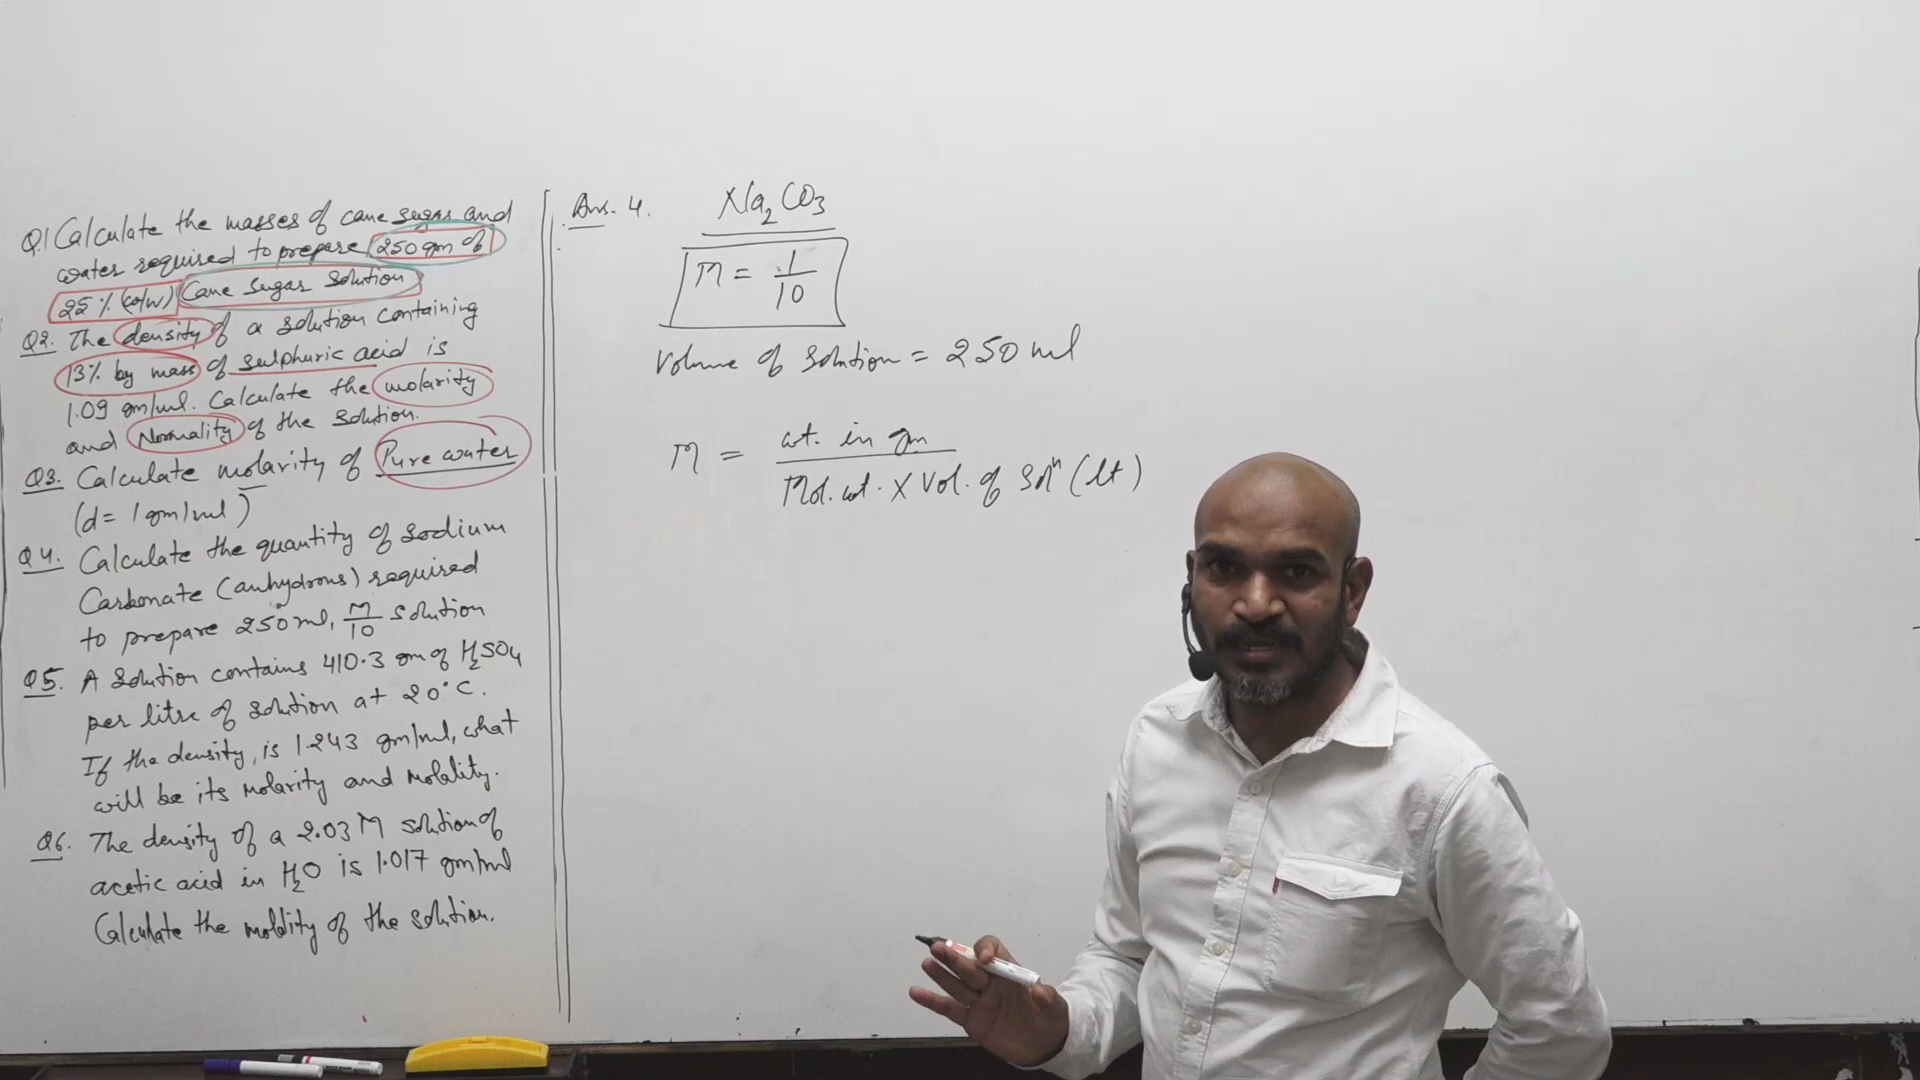 Q.1 Calculate the masses of cane sugar and
water required to prepare 250 gm of
25% (w/w) Cane Sugar Solution
Q2. The density of a solution containing
13% by mass of sulphuric acid is
1.09 gm/ml. Calculate the molarity
and Normality of the solution.
Q3. Calculate molarity of Pure water
(d= 1 gm/ml)
Q4. Calculate the quantity of sodium
Carbonate (anhydrous) required
to prepare 250 ml, M/10 solution
Q5. A solution contains 410.3 gm of H2SO4
per litre of solution at 20°C.
If the density, is 1.243 gm/ml, what
will be its molarity and molality.
Q6. The density of a 2.03 M solution of
acetic acid in H2O is 1.017 gm/ml
Calculate the molality of the solution.
Ans. 4.
Na2CO3
M = 1/10
Volume of solution = 250 ml
M = wt. in gm / Mol. wt. X Vol. of Soln (lt)